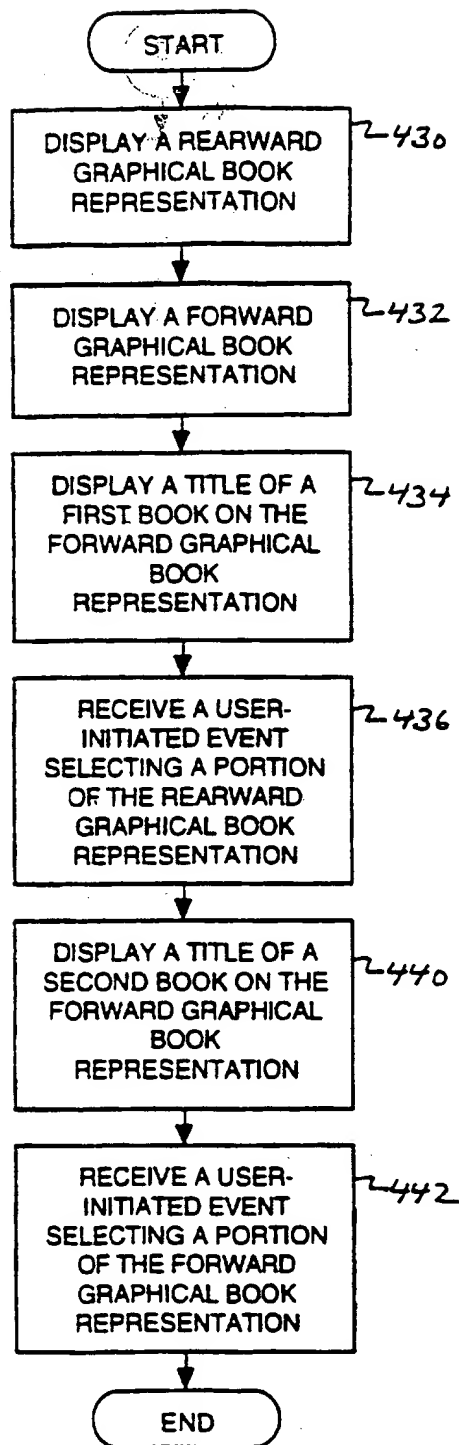 START
DISPLAY A REARWARD
GRAPHICAL BOOK
REPRESENTATION
430
DISPLAY A FORWARD
GRAPHICAL BOOK
REPRESENTATION
432
DISPLAY A TITLE OF A
FIRST BOOK ON THE
FORWARD GRAPHICAL
BOOK
REPRESENTATION
434
RECEIVE A USER-
INITIATED EVENT
SELECTING A PORTION
OF THE REARWARD
GRAPHICAL BOOK
REPRESENTATION
436
DISPLAY A TITLE OF A
SECOND BOOK ON THE
FORWARD GRAPHICAL
BOOK
REPRESENTATION
440
RECEIVE A USER-
INITIATED EVENT
SELECTING A PORTION
OF THE FORWARD
GRAPHICAL BOOK
REPRESENTATION
442
END